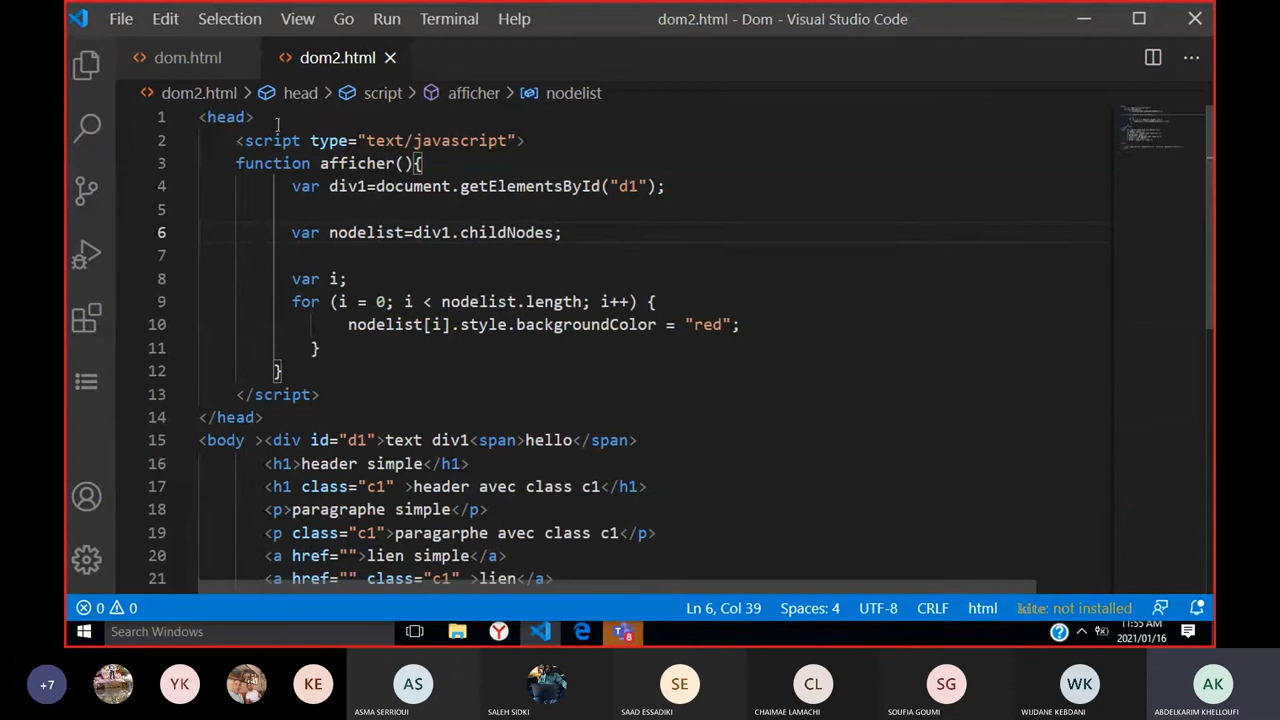 File Edit Selection View Go Run Terminal Help dom2.html - Dom - Visual Studio Code
dom.html dom2.html
dom2.html > head > script > afficher > nodelist
1 <head>
2 <script type="text/javascript">
3 function afficher(){
4 var div1=document.getElementsById("d1");
5
6 var nodelist=div1.childNodes;
7
8 var i;
9 for (i = 0; i < nodelist.length; i++) {
10 nodelist[i].style.backgroundColor = "red";
11 }
12 }
13 </script>
14 </head>
15 <body ><div id="d1">text div1<span>hello</span>
16 <h1>header simple</h1>
17 <h1 class="c1" >header avec class c1</h1>
18 <p>paragraphe simple</p>
19 <p class="c1">paragarphe avec class c1</p>
20 <a href="">lien simple</a>
21 <a href="" class="c1" >lien</a>
0 0 Ln 6, Col 39 Spaces: 4 UTF-8 CRLF html kite: not installed
Search Windows 8 11:55 AM
2021/01/16
+7 YK KE AS SE CL SG WK AK
ASMA SERRIOUI SALEH SIDKI SAAD ESSADIKI CHAIMAE LAMACHI SOUFIA GOUMI WIJDANE KEBDANI ABDELKARIM KHELLOUFI